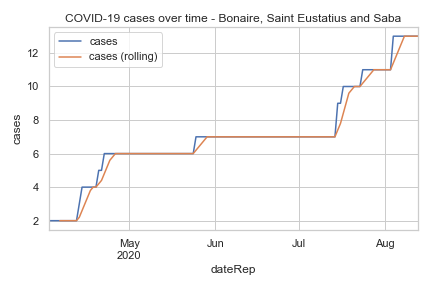 COVID-19 cases over time - Bonaire, Saint Eustatius and Saba
cases
cases (rolling)
12
10
8
6
4
2
cases
May
2020
Jun
Jul
Aug
dateRep